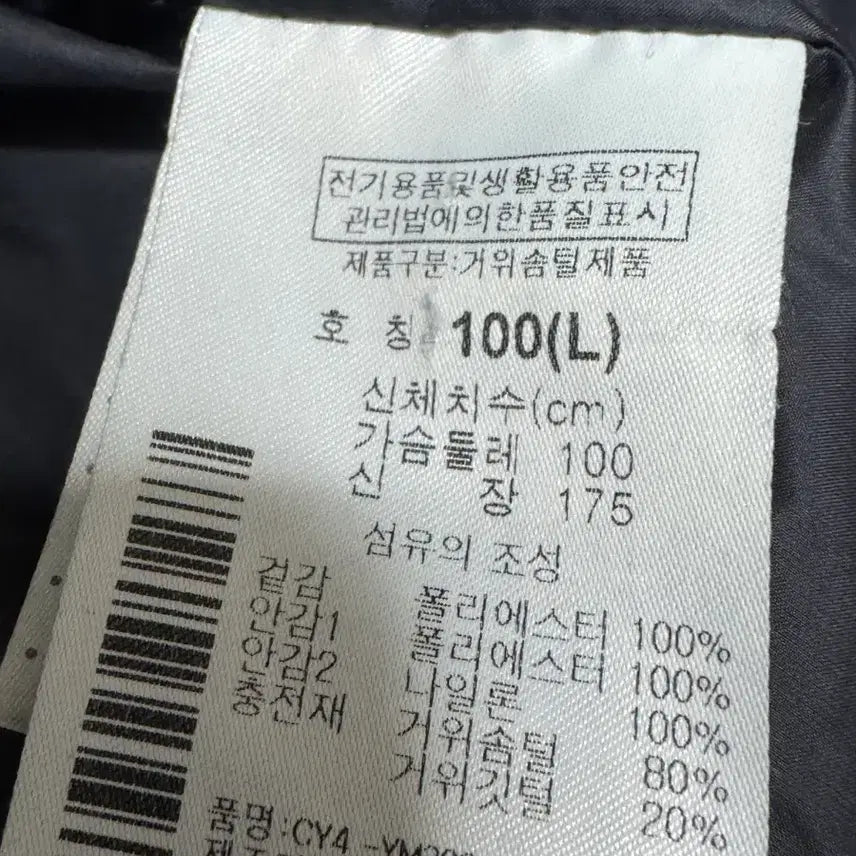 전기용품및생활용품안전
관리법에의한품질표시
제품구분:거위솜털제품
호 칭 100(L)
신체치수(cm)
가슴둘레 100
신 장 175
섬유의 조성
겉감 폴리에스터 100%
안감1 폴리에스터 100%
안감2 나일론 100%
충전재 거위솜털 80%
거위깃털 20%
품명:CY4